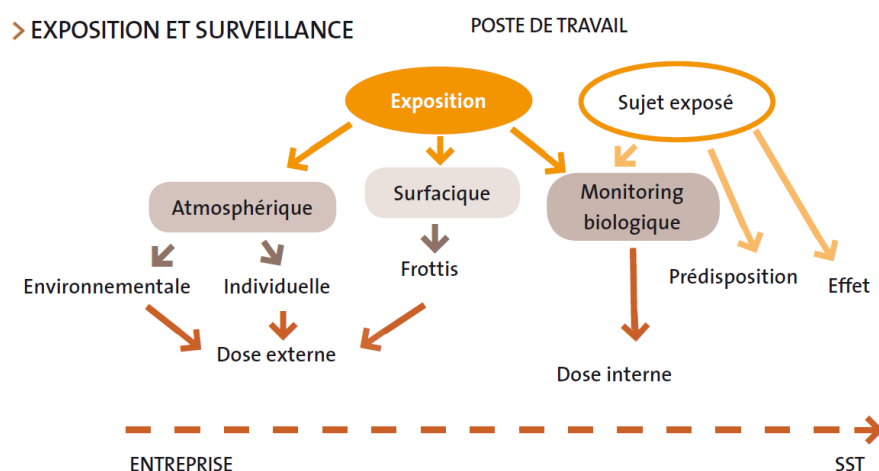 > EXPOSITION ET SURVEILLANCE
POSTE DE TRAVAIL
Exposition
Sujet exposé
Atmosphérique
Surfacique
Monitoring
biologique
Environnementale
Individuelle
Frottis
Prédisposition
Effet
Dose externe
Dose interne
ENTREPRISE
SST